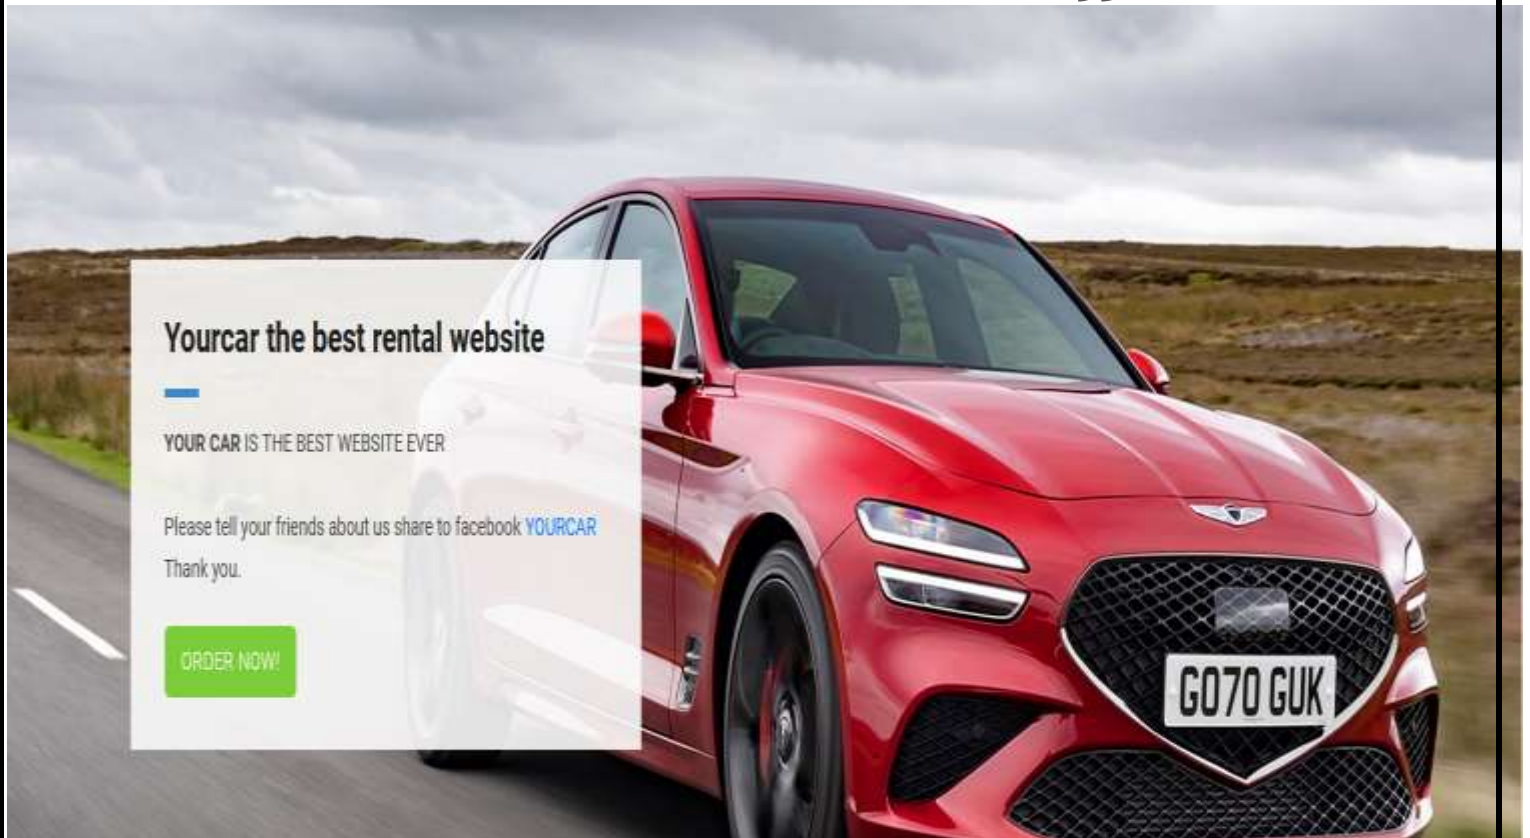 Yourcar the best rental website
YOUR CAR IS THE BEST WEBSITE EVER
Please tell your friends about us share to facebook YOURCAR
Thank you.
ORDER NOW!
GO70 GUK